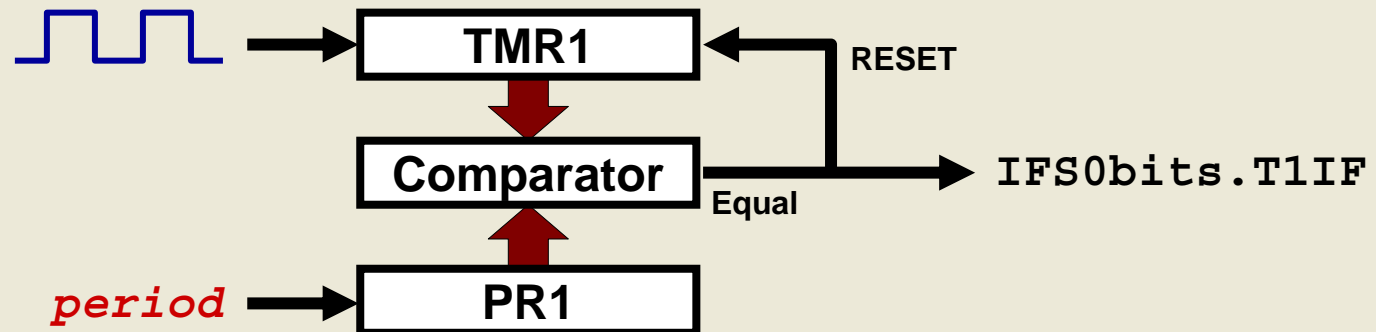 TMR1
RESET
Comparator
IFS0bits.T1IF
Equal
period
PR1